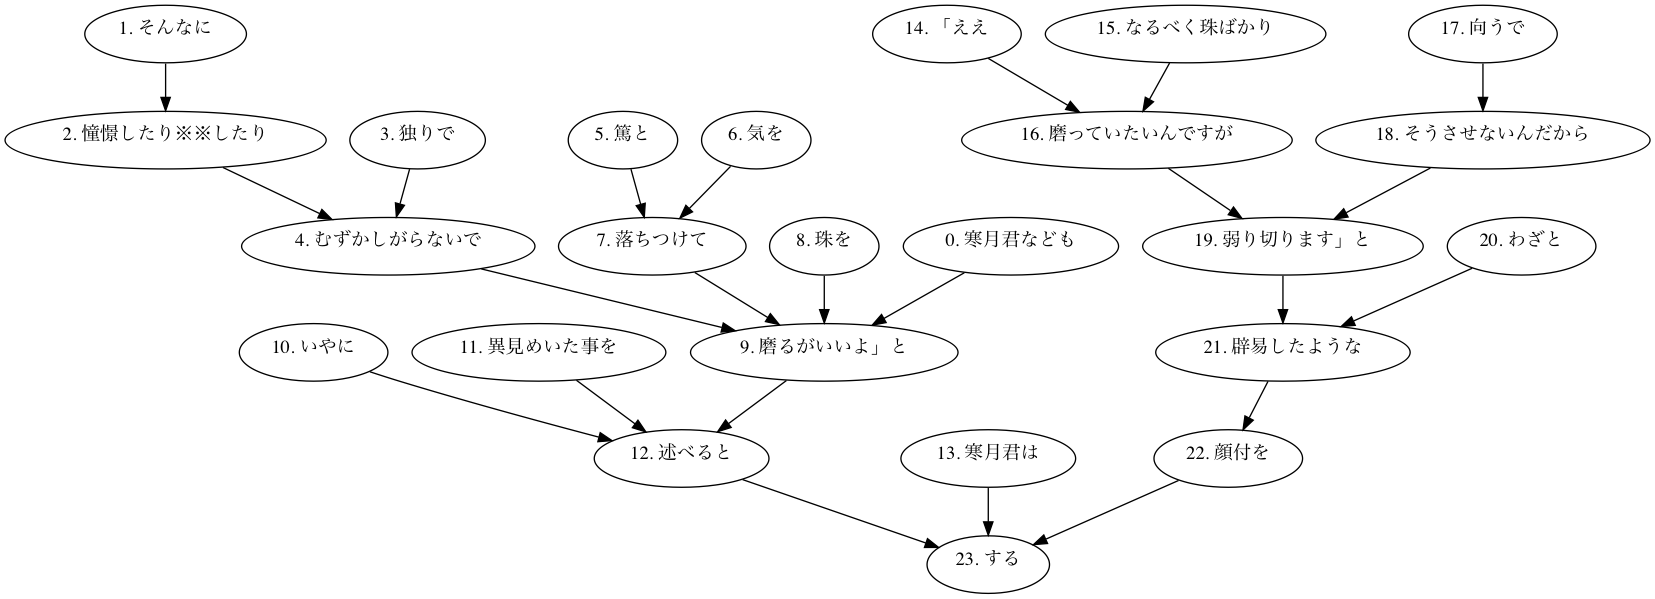 1. そんなに
14. 「ええ
15. なるべく珠ばかり
17. 向うで
2. 憧憬したり※※したり
3. 独りで
5. 篤と
6. 気を
16. 磨っていたいんですが
18. そうさせないんだから
4. むずかしがらないで
7. 落ちつけて
8. 珠を
0. 寒月君なども
19. 弱り切ります」と
20. わざと
10. いやに
11. 異見めいた事を
9. 磨るがいいよ」と
21. 辟易したような
12. 述べると
13. 寒月君は
22. 顔付を
23. する